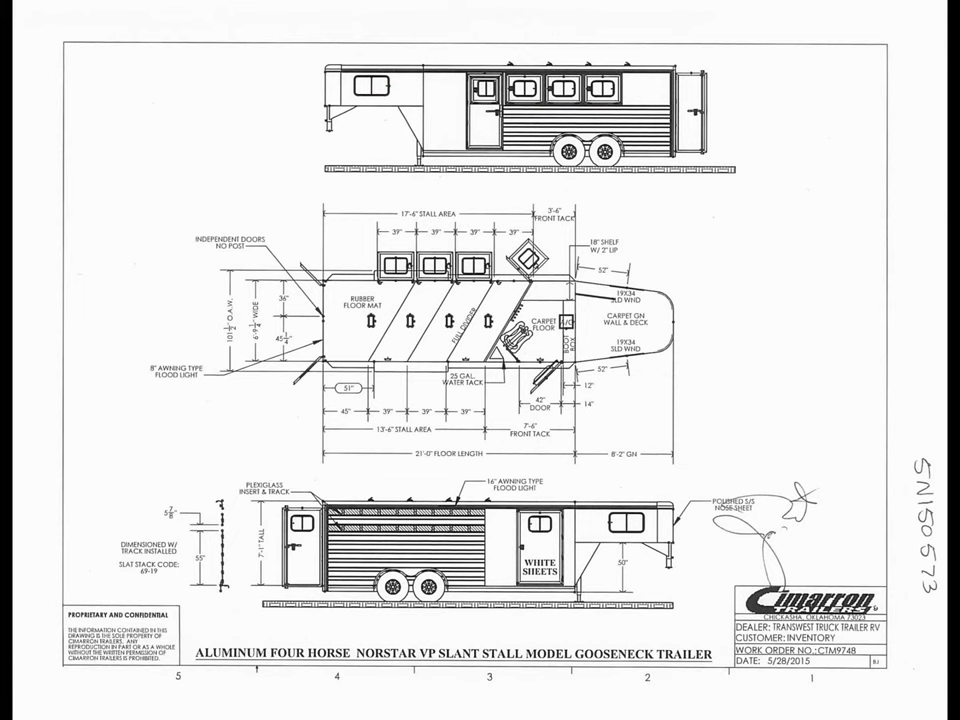 17'-6" STALL AREA
3'-6"
FRONT TACK
39"
39"
39"
39"
INDEPENDENT DOORS
NO POST
18" SHELF
W/ 2" LIP
52"
19X34
SLD WND
RUBBER
FLOOR MAT
CARPET
FLOOR
CARPET GN
WALL & DECK
101 1/2" O.A.W.
6'-9 1/4" WIDE
36"
45 1/4"
FULL DIVIDER
A/C
BOOT
BOX
19X34
SLD WND
8" AWNING TYPE
FLOOD LIGHT
25 GAL.
WATER TACK
52"
51"
12"
42"
DOOR
14"
45"
39"
39"
39"
13'-6" STALL AREA
7'-6"
FRONT TACK
21'-0" FLOOR LENGTH
8'-2" GN
PLEXIGLASS
INSERT & TRACK
16" AWNING TYPE
FLOOD LIGHT
POLISHED S/S
NOSE SHEET
5 7/8"
7'-1" TALL
DIMENSIONED W/
TRACK INSTALLED
SLAT STACK CODE:
69-19
55"
WHITE
SHEETS
50"
SN150573
PROPRIETARY AND CONFIDENTIAL
THE INFORMATION CONTAINED IN THIS
DRAWING IS THE SOLE PROPERTY OF
CIMARRON TRAILERS. ANY
REPRODUCTION IN PART OR AS A WHOLE
WITHOUT THE WRITTEN PERMISSION OF
CIMARRON TRAILERS IS PROHIBITED.
ALUMINUM FOUR HORSE NORSTAR VP SLANT STALL MODEL GOOSENECK TRAILER
Cimarron
TRAILERS
CHICKASHA, OKLAHOMA 73023
DEALER: TRANSWEST TRUCK TRAILER RV
CUSTOMER: INVENTORY
WORK ORDER NO.: CTM9748
DATE: 5/28/2015
5
4
3
2
1